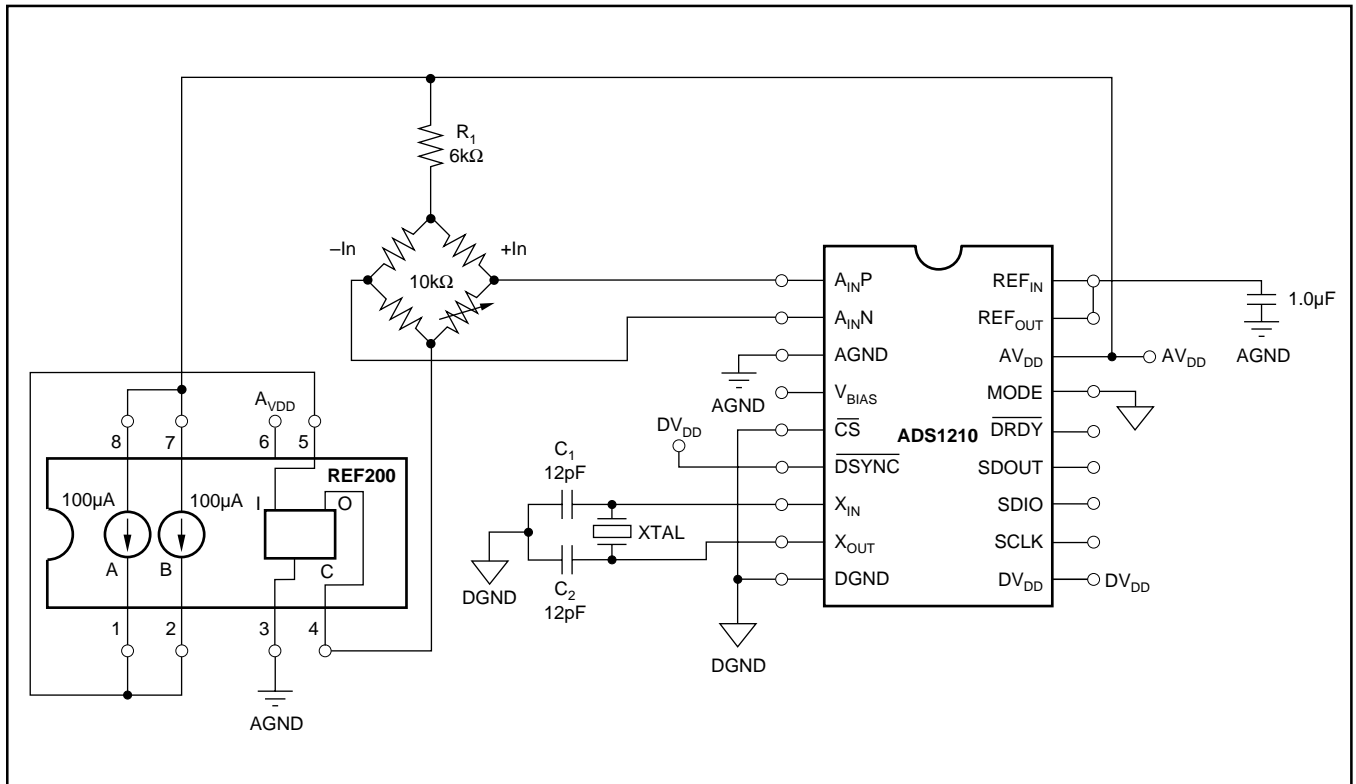 R1
6kΩ
–In
+In
10kΩ
AINP
REFIN
1.0µF
AINN
REFOUT
AGND
AVDD
AVDD
AGND
AGND
VBIAS
MODE
DVDD
CS
ADS1210
DRDY
DSYNC
SDOUT
XIN
SDIO
XOUT
SCLK
DGND
DVDD
DVDD
AVDD
8
7
6
5
REF200
100µA
100µA
I
O
A
B
C
1
2
3
4
AGND
C1
12pF
XTAL
C2
12pF
DGND
DGND